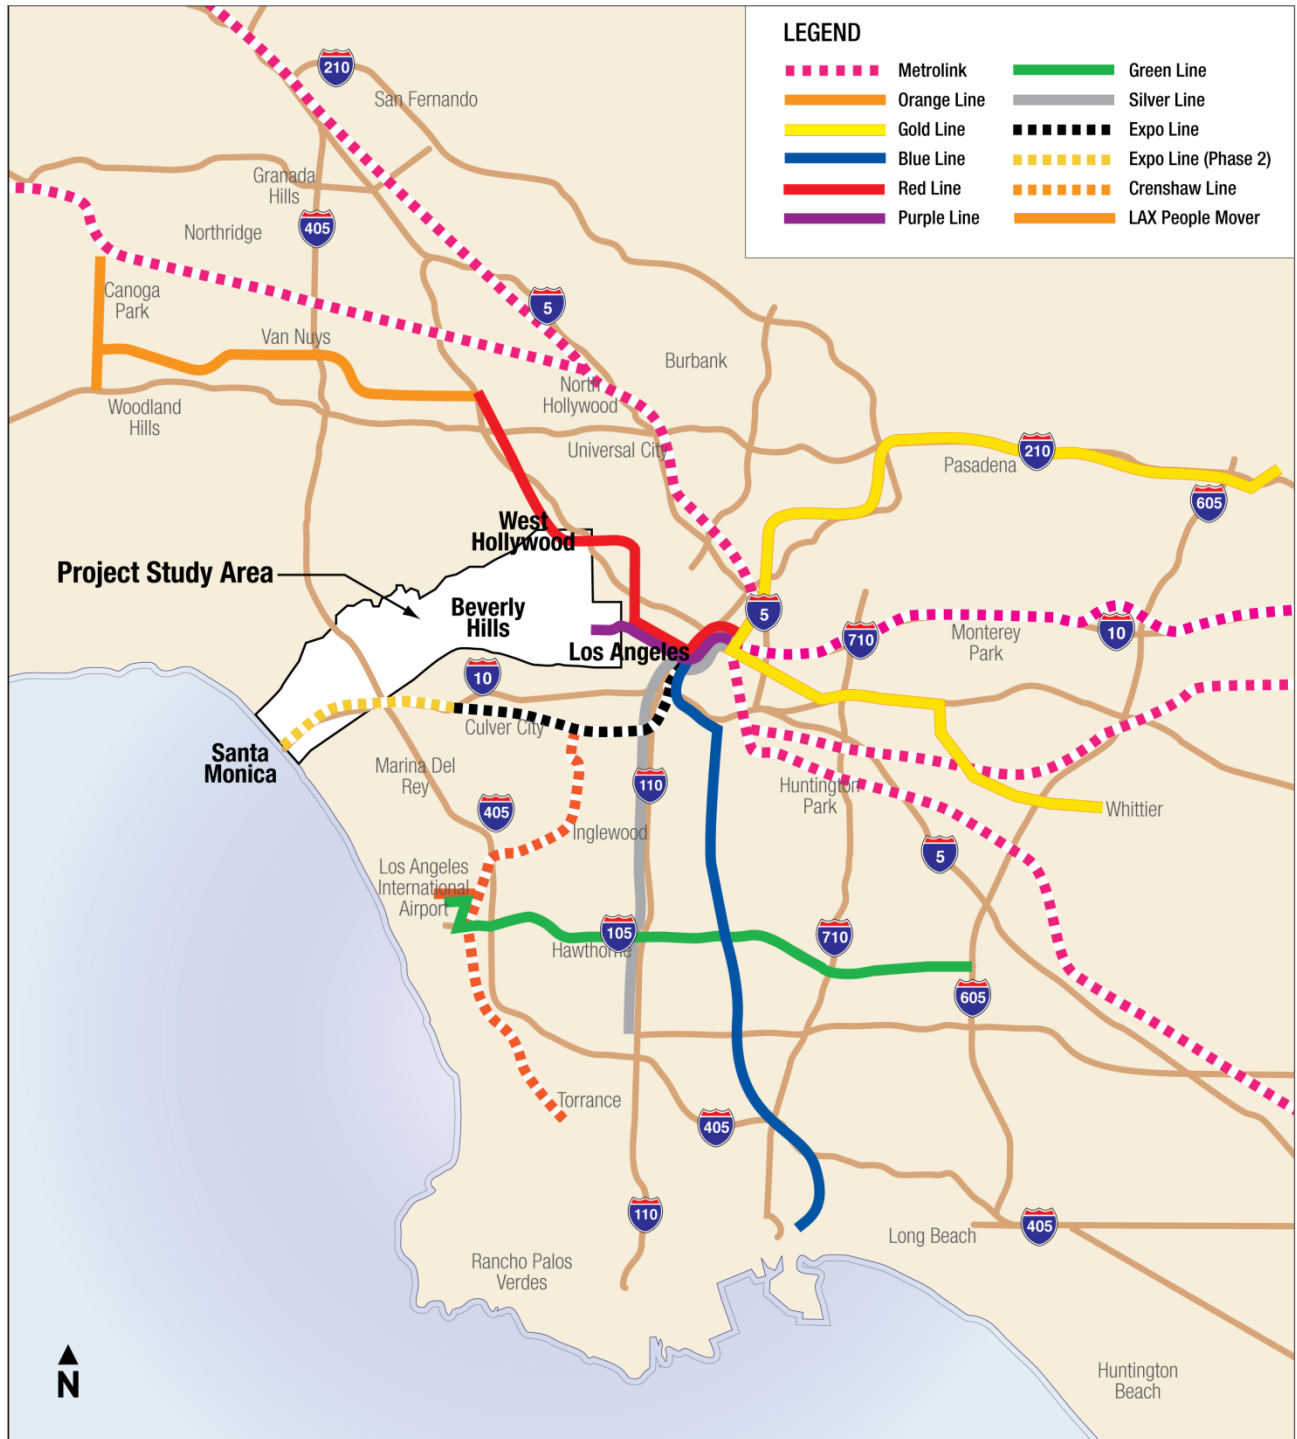 LEGEND
Metrolink
Orange Line
Gold Line
Blue Line
Red Line
Purple Line
Green Line
Silver Line
Expo Line
Expo Line (Phase 2)
Crenshaw Line
LAX People Mover
210
San Fernando
Granada
Hills
405
Northridge
Canoga
Park
5
Van Nuys
Burbank
North
Hollywood
Woodland
Hills
Universal City
210
Pasadena
605
West
Hollywood
Project Study Area
Beverly
Hills
5
710
Monterey
Park
10
Los Angeles
10
Culver City
Santa
Monica
Marina Del
Rey
110
Huntington
Park
405
Inglewood
Whittier
5
Los Angeles
International
Airport
105
Hawthorne
710
605
Torrance
405
110
Long Beach
405
Rancho Palos
Verdes
N
Huntington
Beach